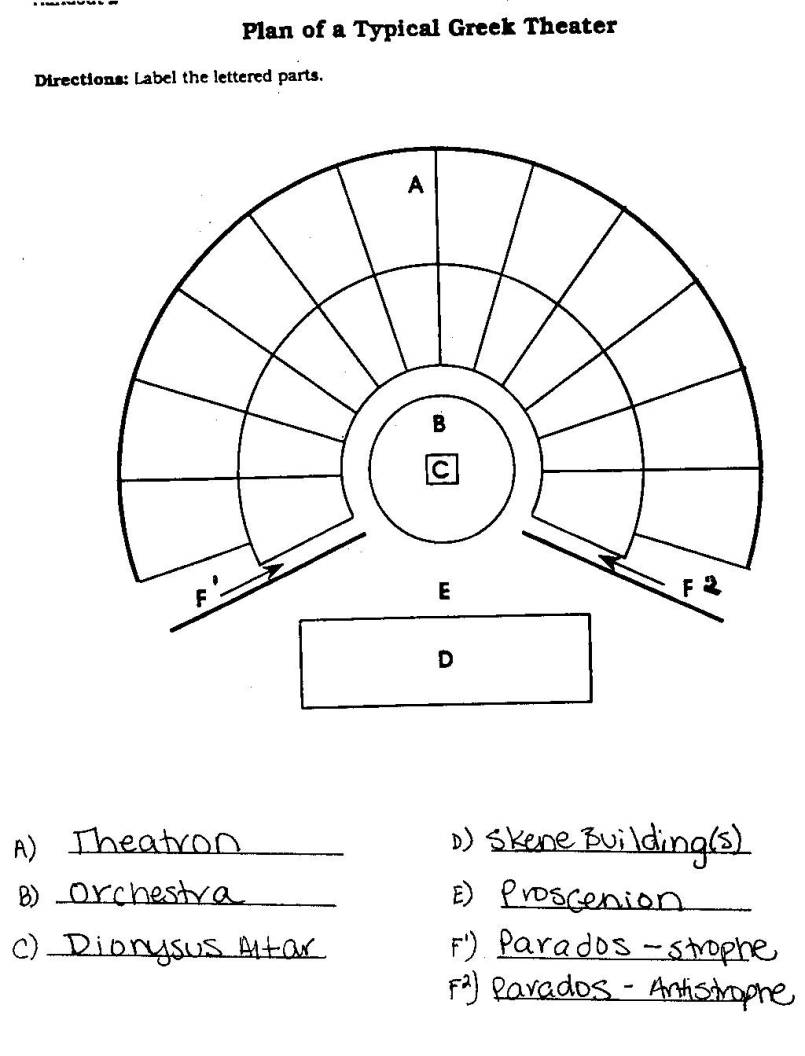 Plan of a Typical Greek Theater
Directions: Label the lettered parts.
A
B
C
F' F2
E
D
A) Theatron
B) Orchestra
C) Dionysus Altar
D) Skene Building(s)
E) Proscenion
F') Parados - strophe
F2) Parados - Antistrophe